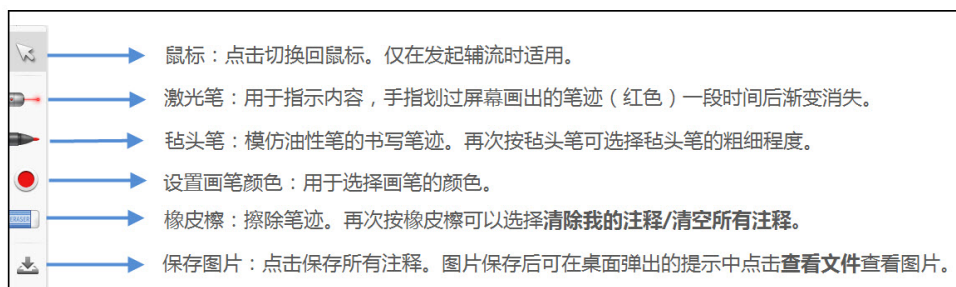 鼠标：点击切换回鼠标。仅在发起辅流时适用。
激光笔：用于指示内容，手指划过屏幕画出的笔迹（红色）一段时间后渐变消失。
毡头笔：模仿油性笔的书写笔迹。再次按毡头笔可选择毡头笔的粗细程度。
设置画笔颜色：用于选择画笔的颜色。
ERASER
橡皮檫：擦除笔迹。再次按橡皮檫可以选择清除我的注释/清空所有注释。
保存图片：点击保存所有注释。图片保存后可在桌面弹出的提示中点击查看文件查看图片。